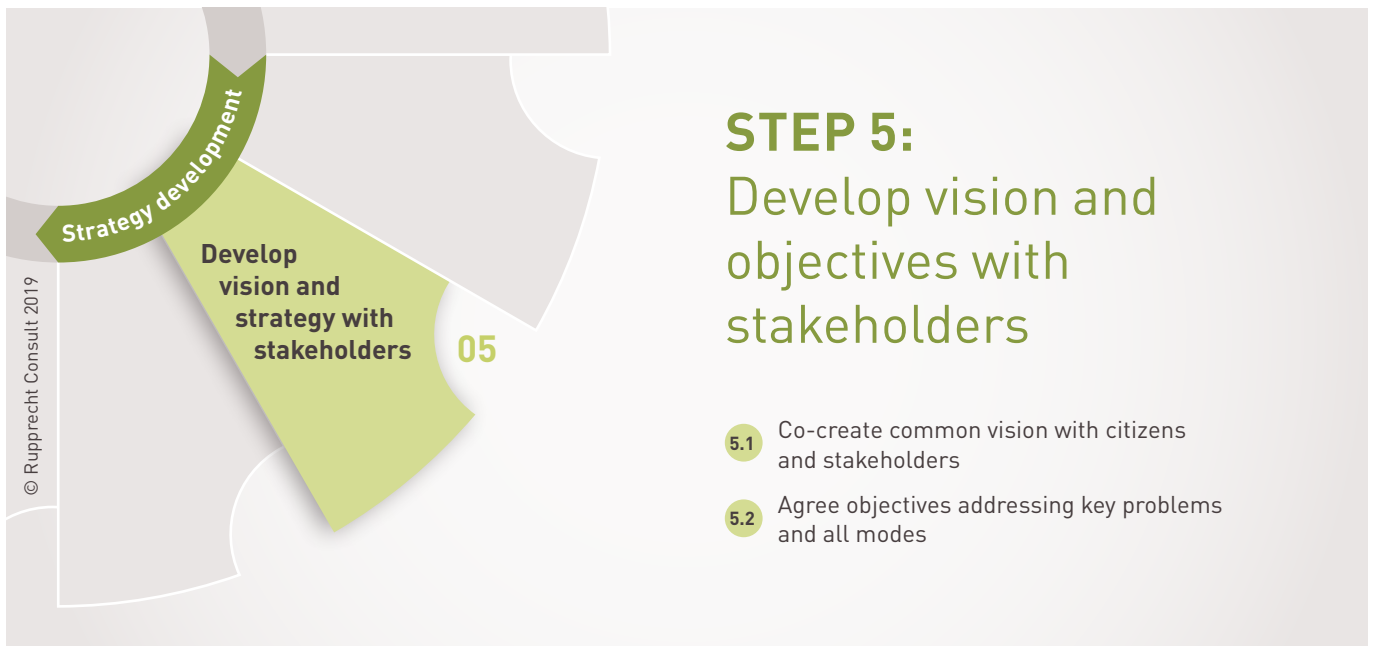 Strategy development
Develop
vision and
strategy with
stakeholders
05
© Rupprecht Consult 2019
STEP 5:
Develop vision and
objectives with
stakeholders
5.1 Co-create common vision with citizens
and stakeholders
5.2 Agree objectives addressing key problems
and all modes